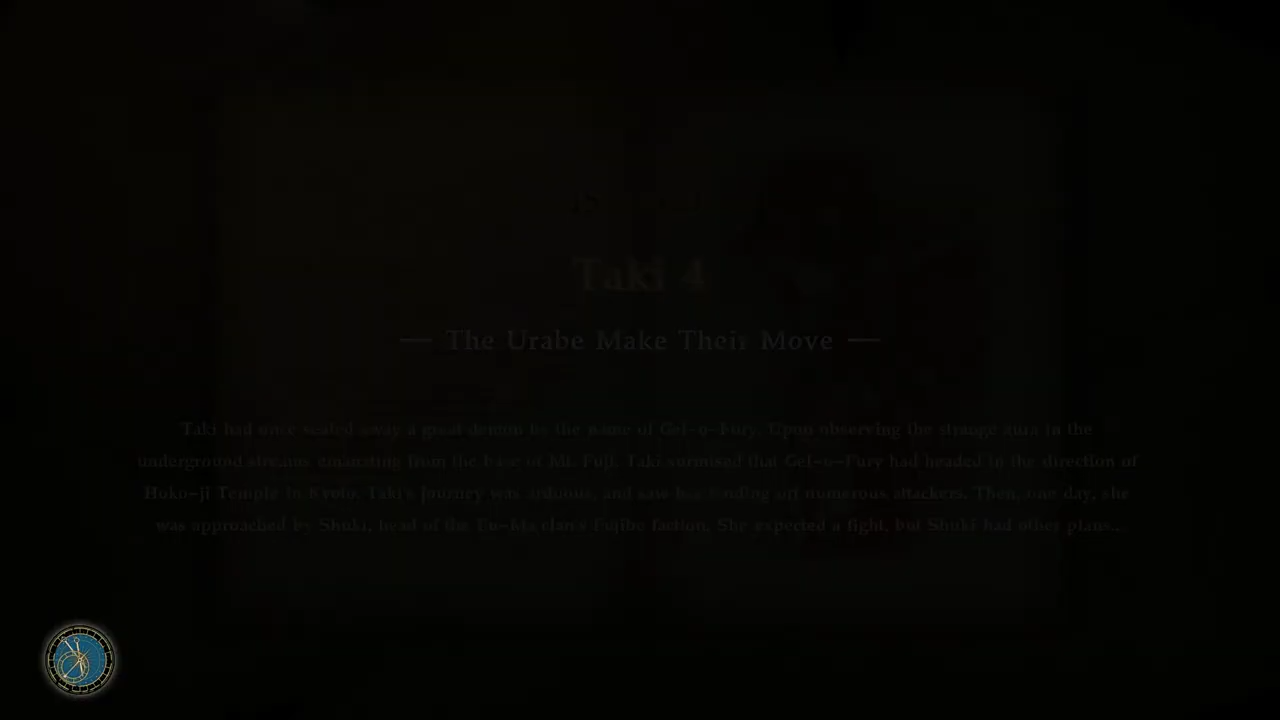 Taki 4
— The Urabe Make Their Move —
Taki had once sealed away a great demon by the name of Gel-o-Fury. Upon observing the strange aura in the
underground streams emanating from the base of Mt. Fuji, Taki surmised that Gel-o-Fury had headed in the direction of
Hoko-ji Temple in Kyoto. Taki's journey was arduous, and saw her fending off numerous attackers. Then, one day, she
was approached by Shuki, head of the Fu-Ma clan's Fujibe faction. She expected a fight, but Shuki had other plans...